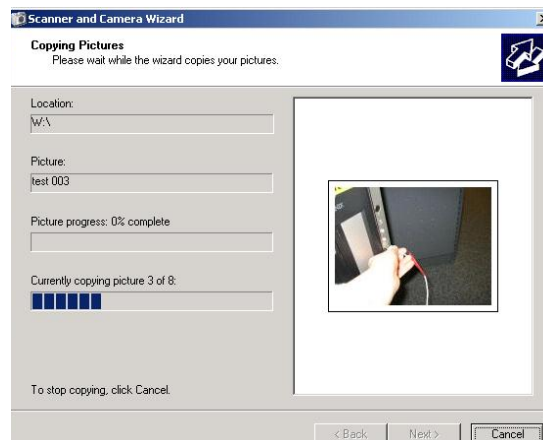 Scanner and Camera Wizard
Copying Pictures
Please wait while the wizard copies your pictures.
Location:
W:\
Picture:
test 003
Picture progress: 0% complete
Currently copying picture 3 of 8:
To stop copying, click Cancel.
< Back
Next >
Cancel